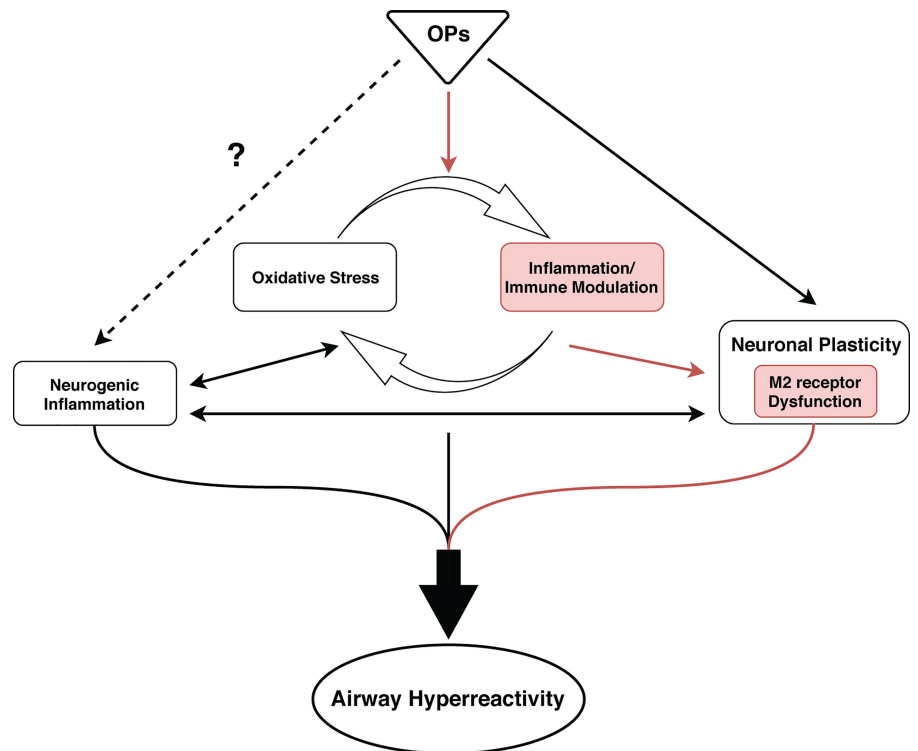 OPs
?
Oxidative Stress
Inflammation/
Immune Modulation
Neuronal Plasticity
M2 receptor
Dysfunction
Neurogenic
Inflammation
Airway Hyperreactivity